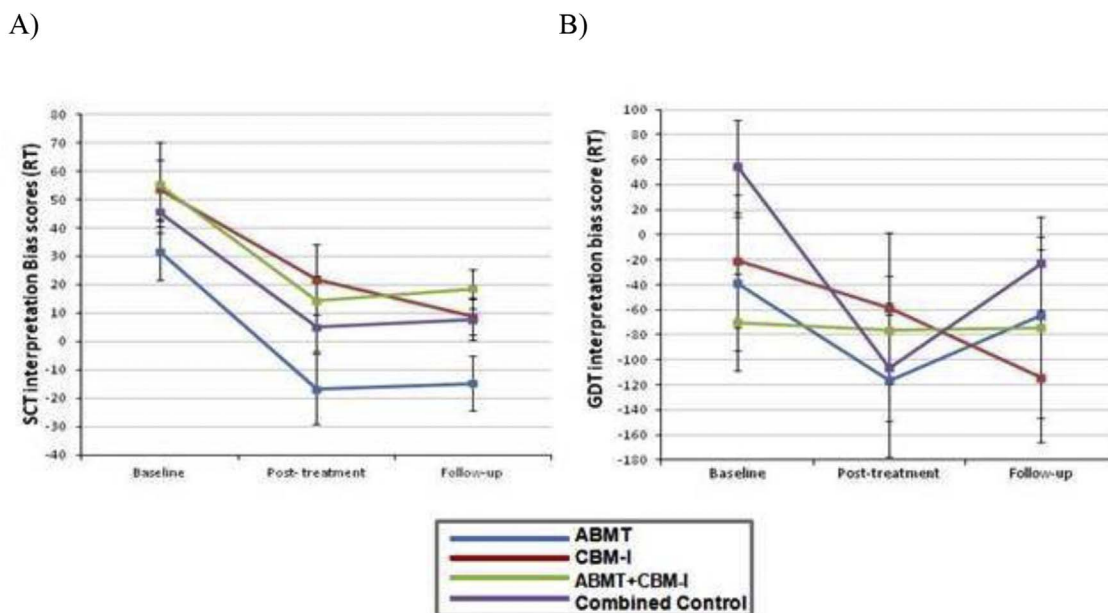 A)
B)
SCT interpretation Bias scores (RT)
80
70
60
50
40
30
20
10
0
-10
-20
-30
-40
Baseline
Post- treatment
Follow-up
GDT interpretation bias score (RT)
100
80
60
40
20
0
-20
-40
-60
-80
-100
-120
-140
-160
-180
Baseline
Post-treatment
Follow-up
ABMT
CBM-I
ABMT+CBM-I
Combined Control